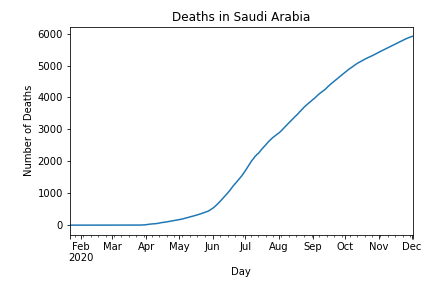 Deaths in Saudi Arabia
6000
5000
4000
3000
2000
1000
0
Number of Deaths
Feb Mar Apr May Jun Jul Aug Sep Oct Nov Dec
2020
Day